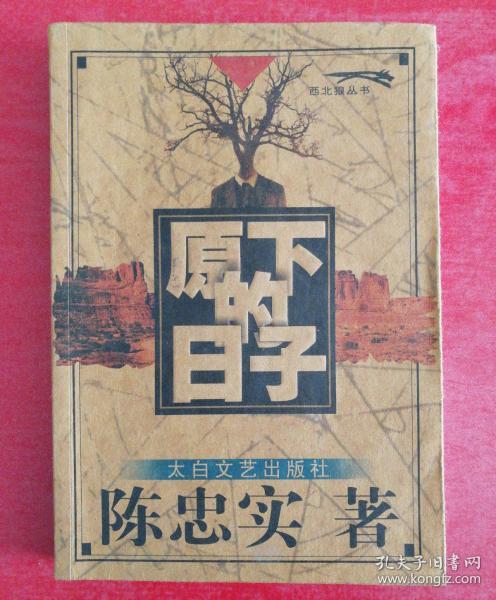 西北狼丛书
原下
的
日子
太白文艺出版社
陈忠实 著
孔夫子旧书网
www.kongfz.com